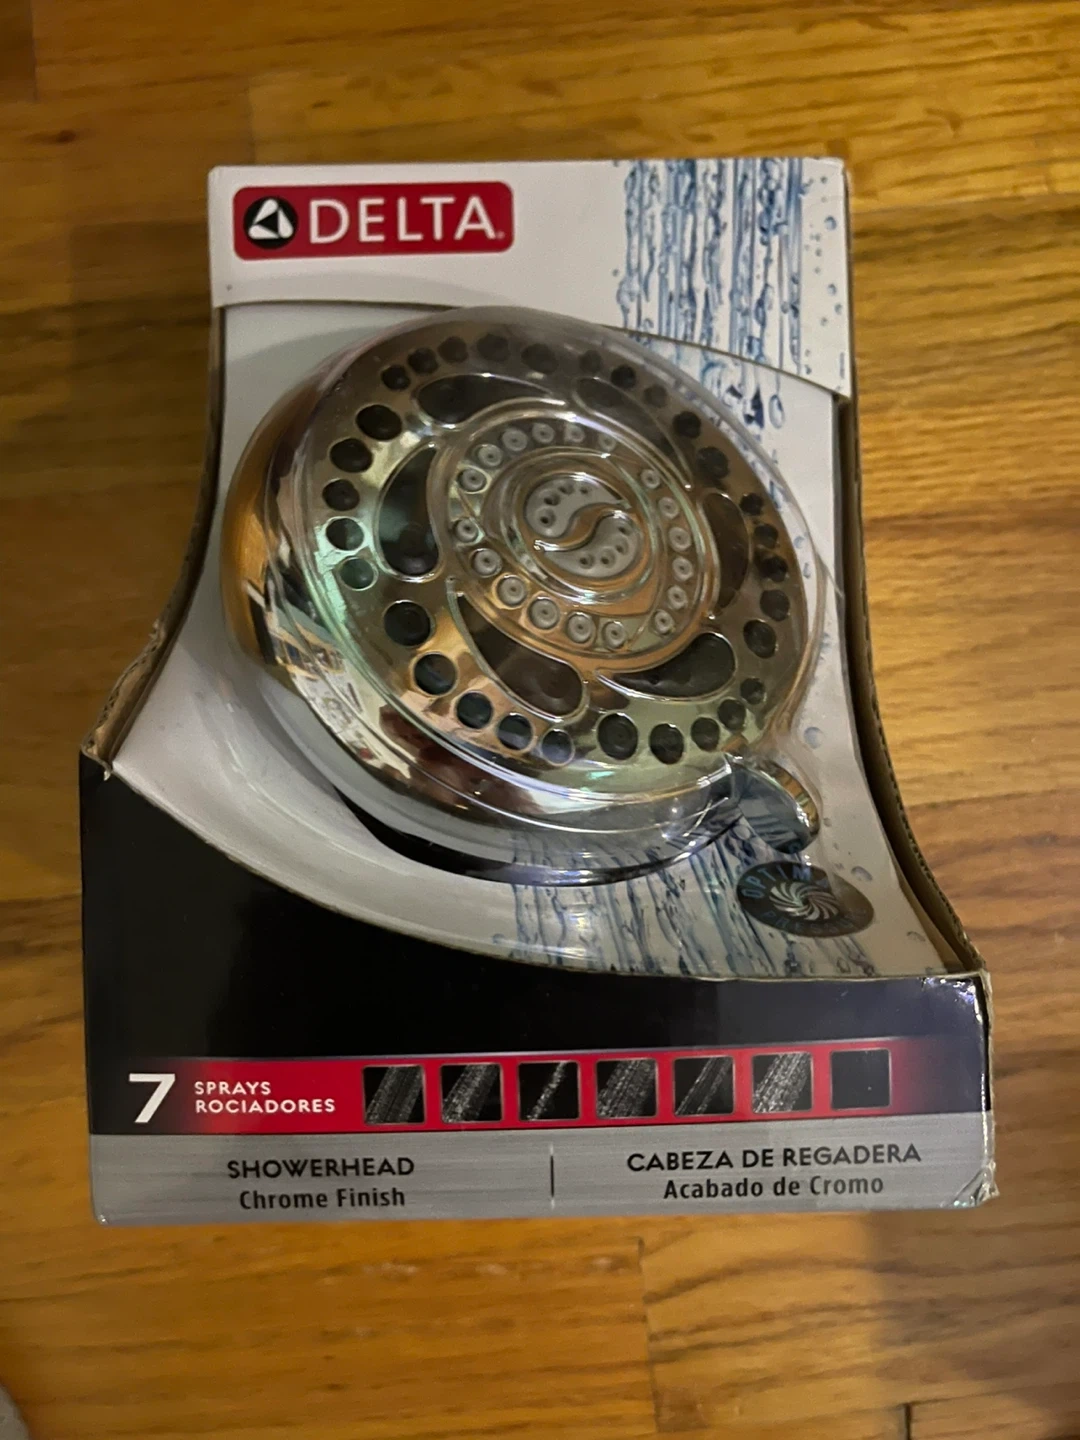 DELTA
7
SPRAYS
ROCIADORES
SHOWERHEAD
Chrome Finish
CABEZA DE REGADERA
Acabado de Cromo